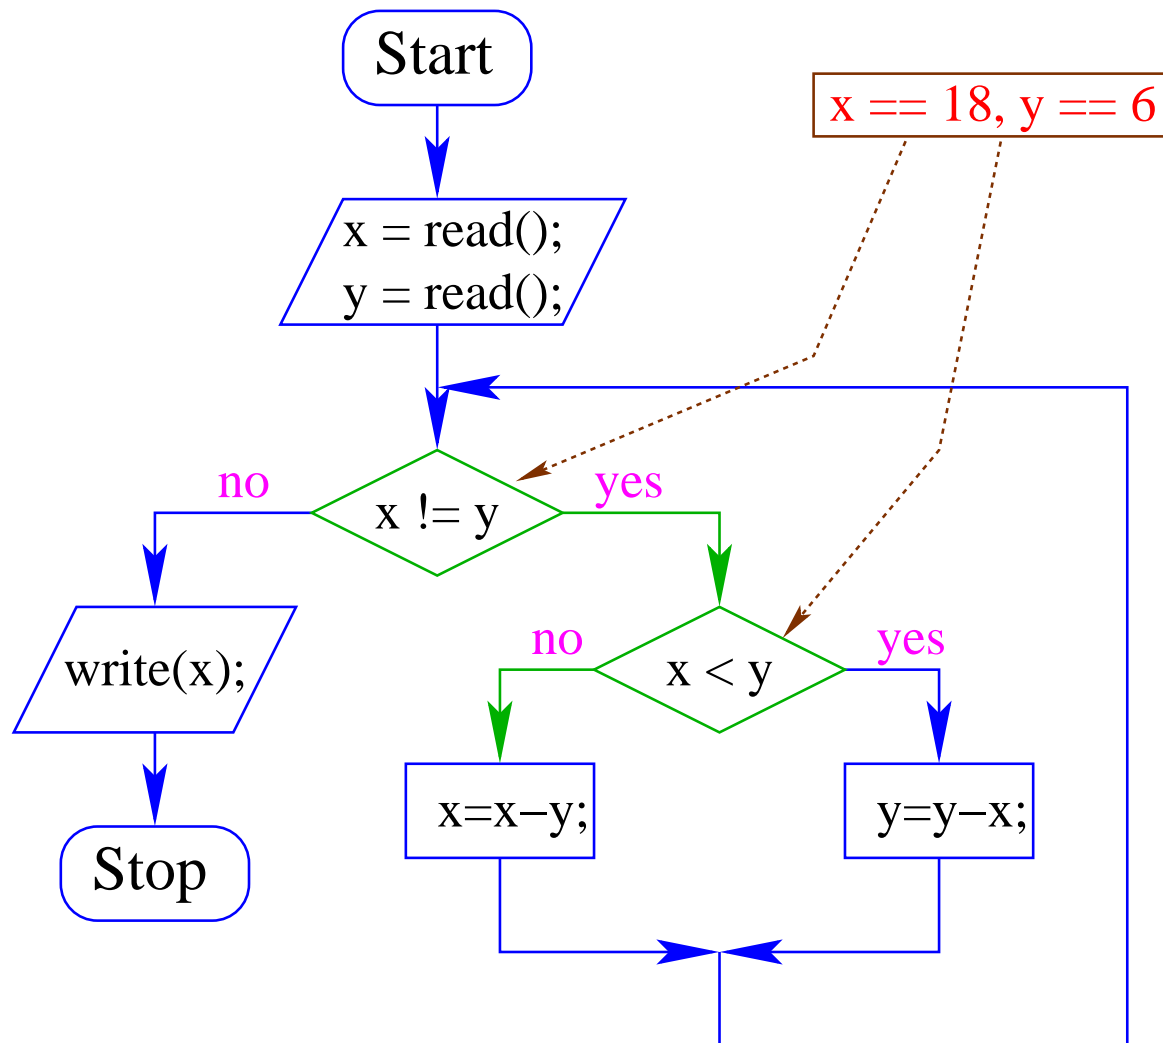 Start
x == 18, y == 6
x = read();
y = read();
no
yes
x != y
no
yes
write(x);
x < y
x=x−y;
y=y−x;
Stop